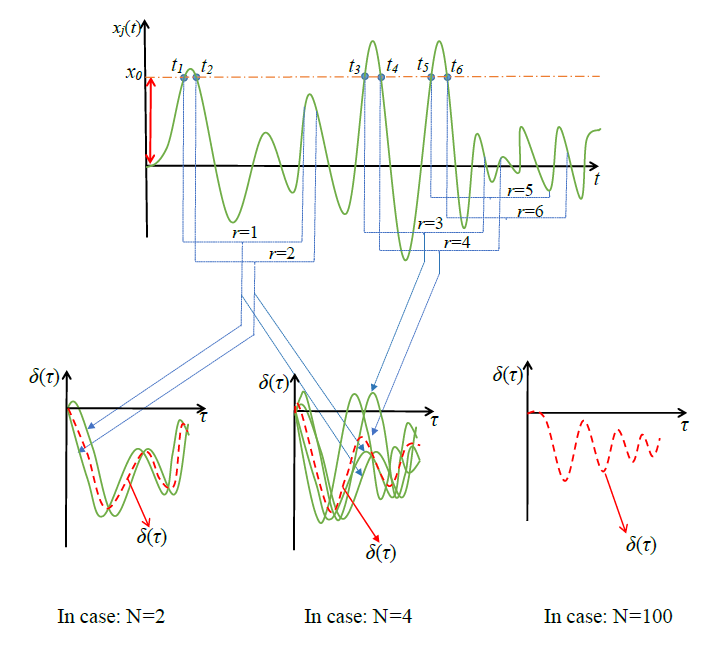 xⱼ(t)
x₀
t₁ t₂ t₃ t₄ t₅ t₆
t
r=5
r=6
r=3
r=1
r=4
r=2
δ(τ) δ(τ) δ(τ)
τ τ τ
δ(τ) δ(τ) δ(τ)
In case: N=2 In case: N=4 In case: N=100